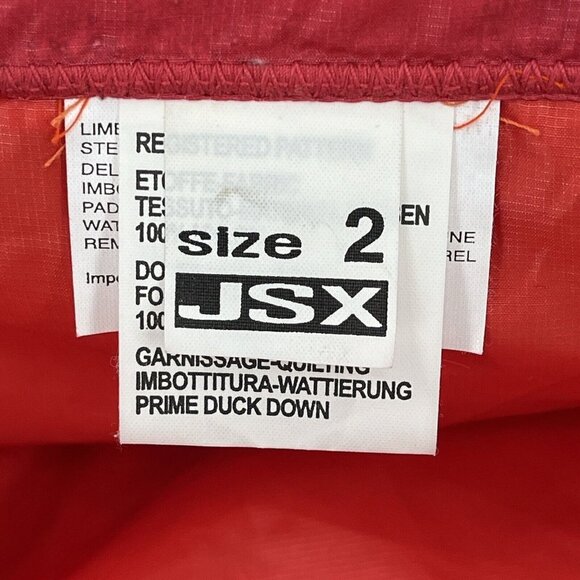 size 2
JSX
LIME
STE
DEL
IMBO
PAD
WAT
REM
Impo
REGISTERED PATTERN
ETOFFE-FABRIC
TESSUTO- EN
100
DO
FO
100
GARNISSAGE-QUILTING
IMBOTTITURA-WATTIERUNG
PRIME DUCK DOWN
NE
REL